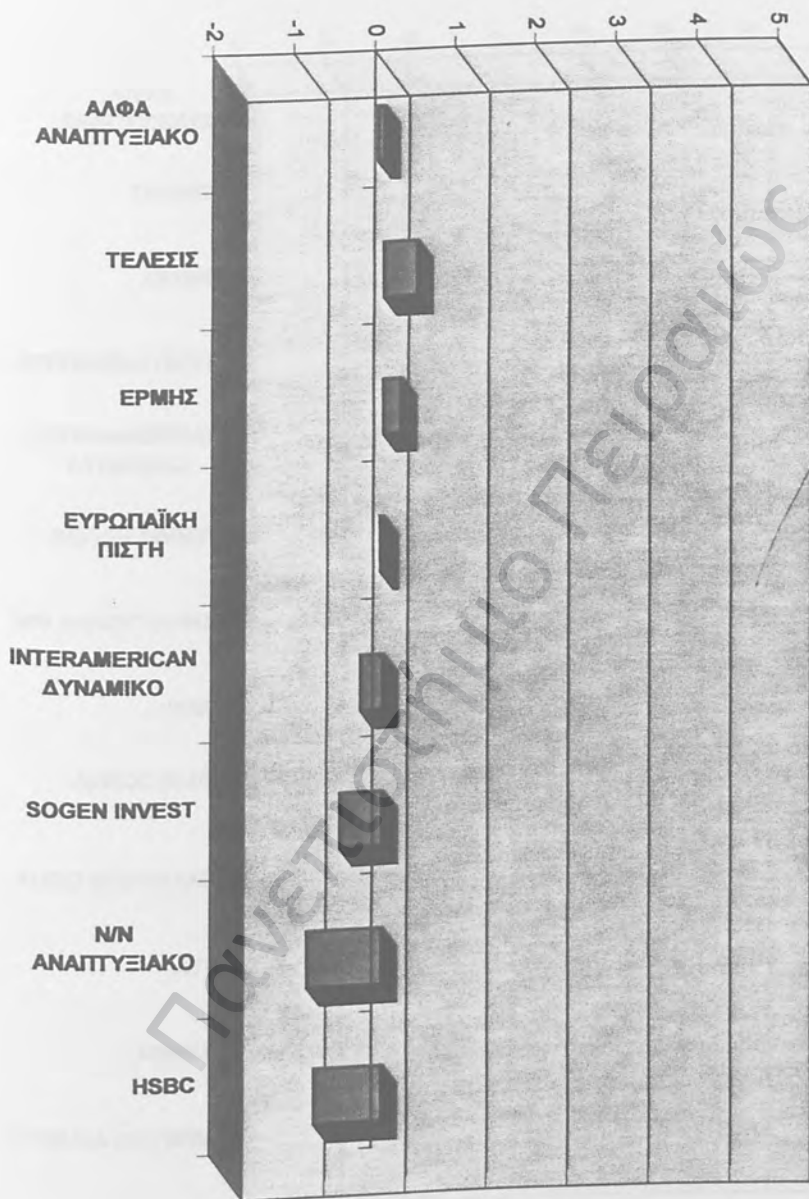 -2 -1 0 1 2 3 4 5
ΑΛΦΑ
ΑΝΑΠΤΥΞΙΑΚΟ
ΤΕΛΕΣΙΣ
ΕΡΜΗΣ
ΕΥΡΩΠΑΪΚΗ
ΠΙΣΤΗ
INTERAMERICAN
ΔΥΝΑΜΙΚΟ
SOGEN INVEST
N/N
ΑΝΑΠΤΥΞΙΑΚΟ
HSBC
Πανεπιστήμιο Πειραιώς